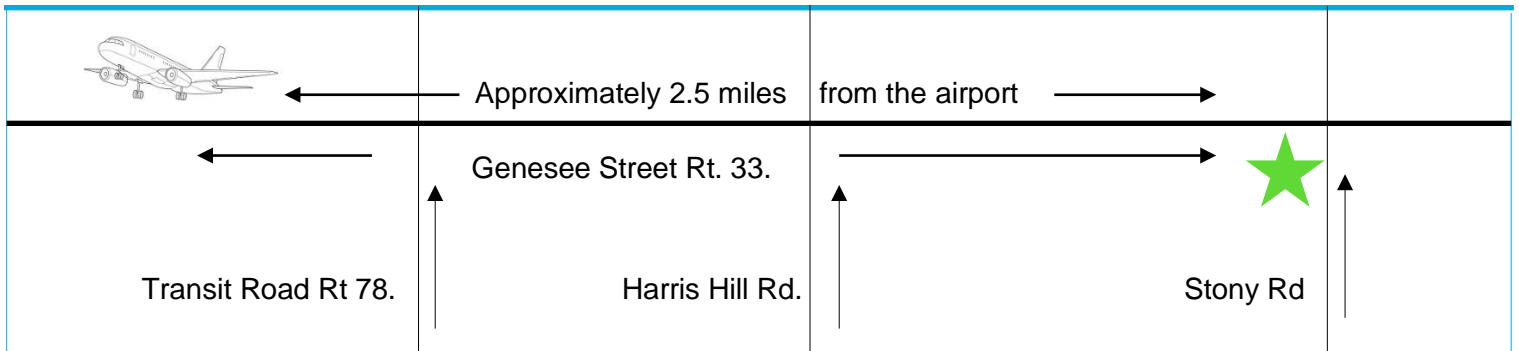 Approximately 2.5 miles from the airport
Genesee Street Rt. 33.
Transit Road Rt 78. Harris Hill Rd. Stony Rd